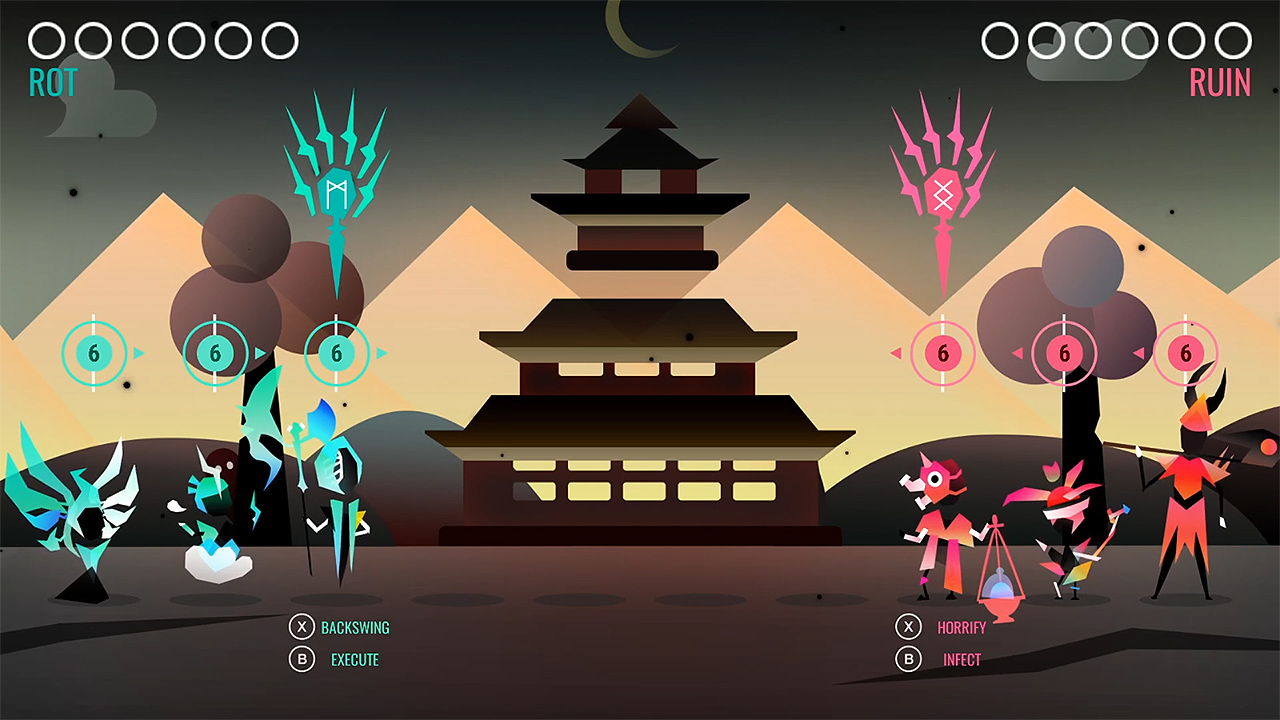 ROT
RUIN
ᛗ
ᛝ
6 6 6 6 6 6
X BACKSWING
B EXECUTE
X HORRIFY
B INFECT